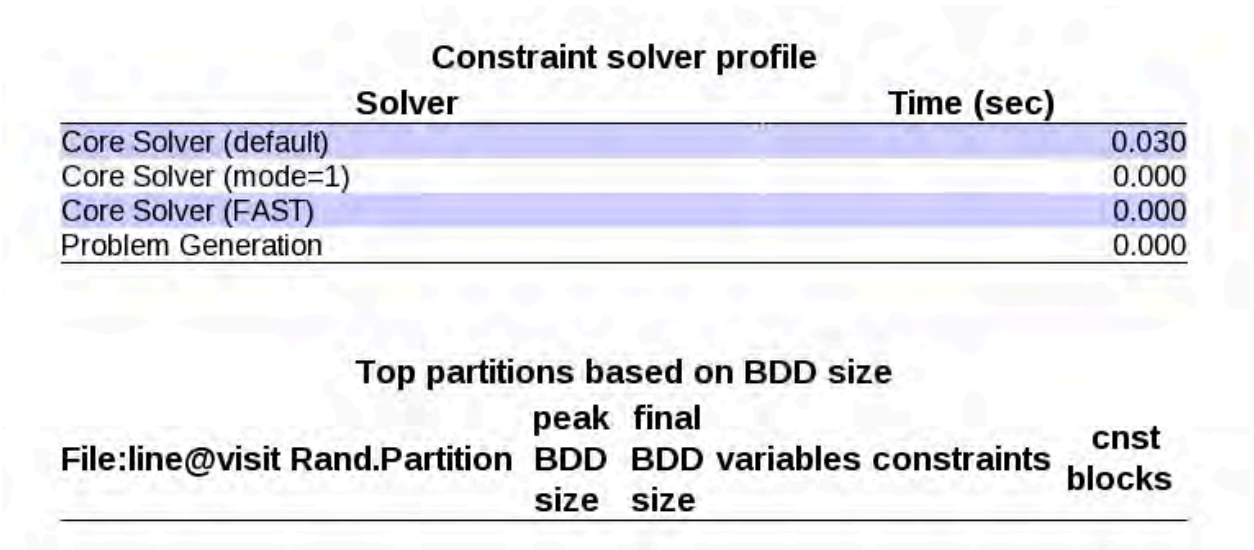 Constraint solver profile
Solver Time (sec)
Core Solver (default) 0.030
Core Solver (mode=1) 0.000
Core Solver (FAST) 0.000
Problem Generation 0.000
Top partitions based on BDD size
File:line@visit Rand.Partition peak BDD size final BDD size variables constraints cnst blocks